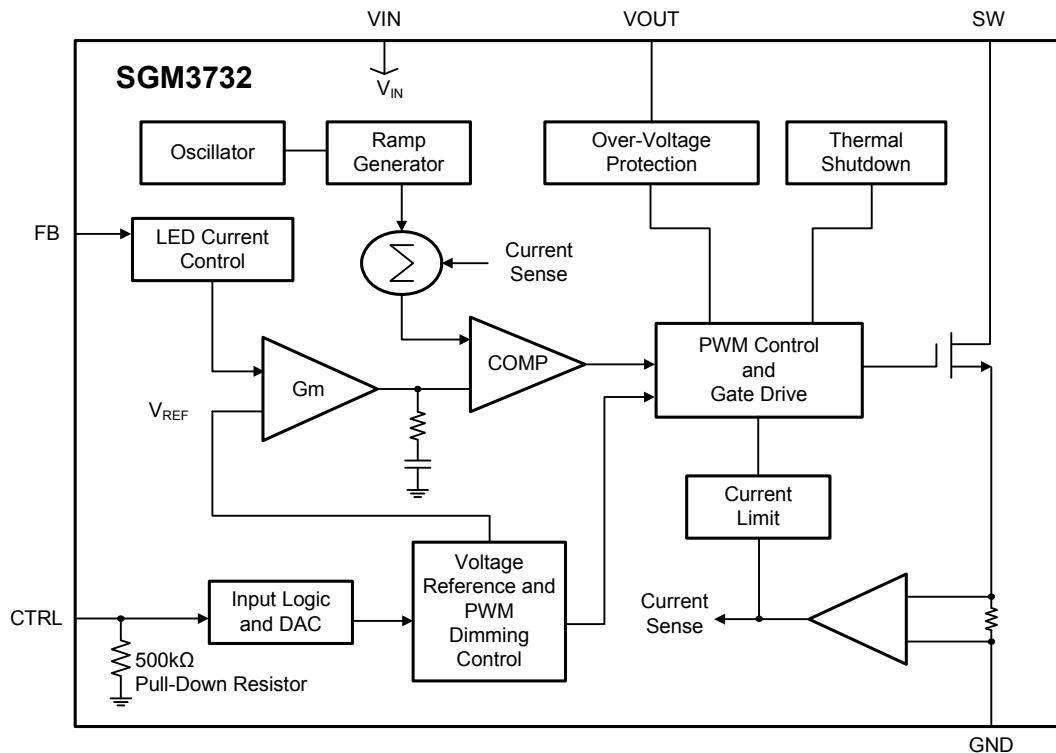 VIN
VOUT
SW
SGM3732
VIN
Oscillator
Ramp
Generator
Over-Voltage
Protection
Thermal
Shutdown
FB
LED Current
Control
∑
Current
Sense
Gm
COMP
PWM Control
and
Gate Drive
VREF
Current
Limit
Voltage
Reference and
PWM
Dimming
Control
CTRL
Input Logic
and DAC
Current
Sense
500kΩ
Pull-Down Resistor
GND